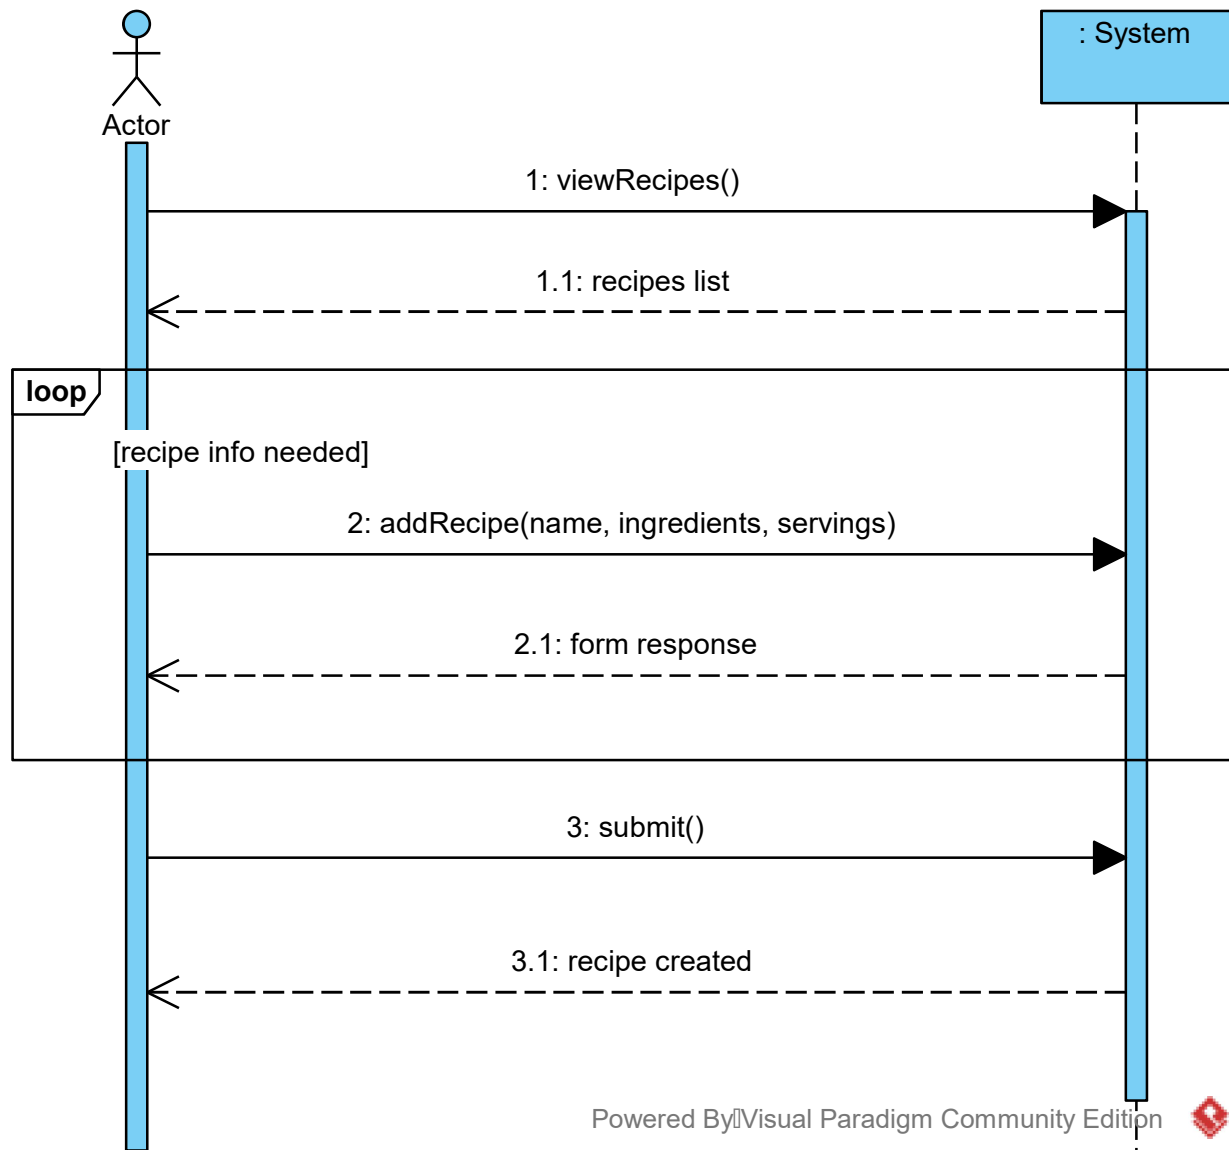 : System
Actor
1: viewRecipes()
1.1: recipes list
loop
[recipe info needed]
2: addRecipe(name, ingredients, servings)
2.1: form response
3: submit()
3.1: recipe created
Powered By Visual Paradigm Community Edition